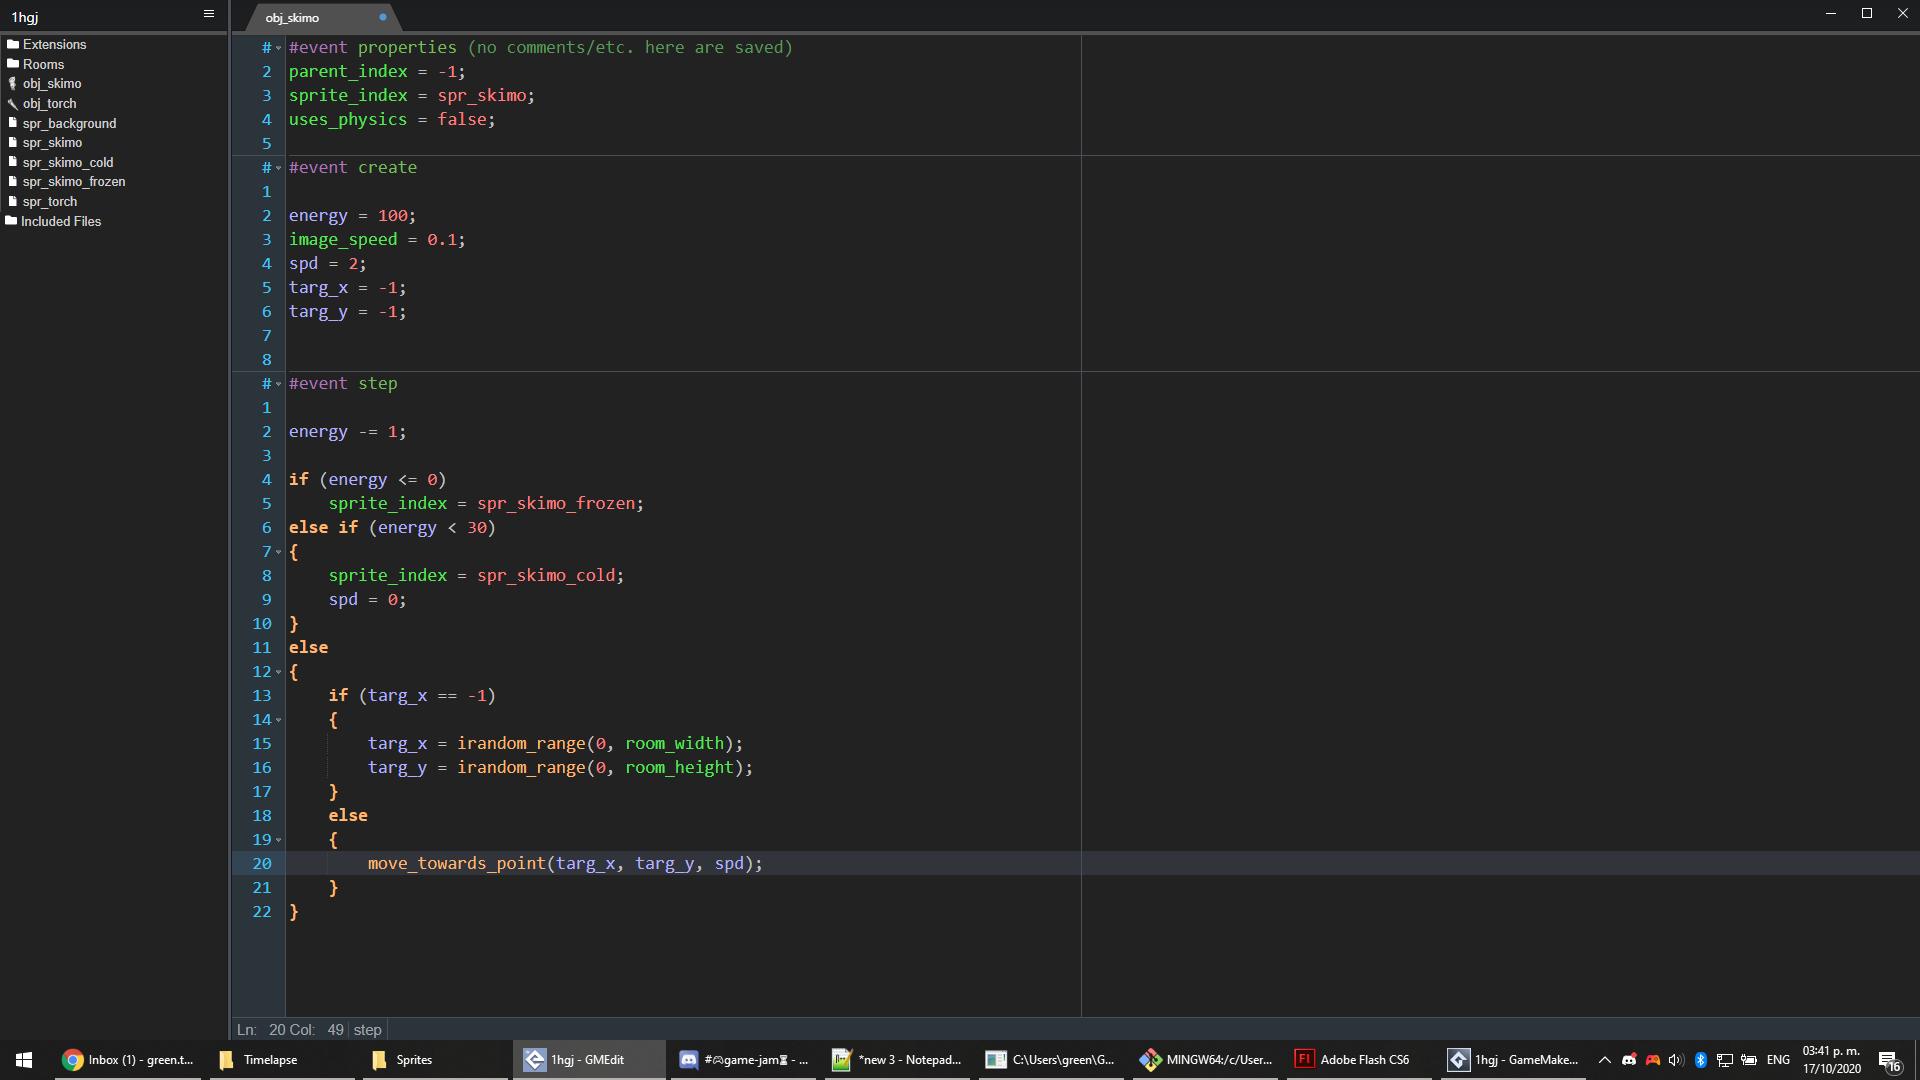 1hgj
obj_skimo
Extensions
Rooms
obj_skimo
obj_torch
spr_background
spr_skimo
spr_skimo_cold
spr_skimo_frozen
spr_torch
Included Files
# #event properties (no comments/etc. here are saved)
2 parent_index = -1;
3 sprite_index = spr_skimo;
4 uses_physics = false;
5
# #event create
1
2 energy = 100;
3 image_speed = 0.1;
4 spd = 2;
5 targ_x = -1;
6 targ_y = -1;
7
8
# #event step
1
2 energy -= 1;
3
4 if (energy <= 0)
5 sprite_index = spr_skimo_frozen;
6 else if (energy < 30)
7 {
8 sprite_index = spr_skimo_cold;
9 spd = 0;
10 }
11 else
12 {
13 if (targ_x == -1)
14 {
15 targ_x = irandom_range(0, room_width);
16 targ_y = irandom_range(0, room_height);
17 }
18 else
19 {
20 move_towards_point(targ_x, targ_y, spd);
21 }
22 }
Ln: 20 Col: 49 step
Inbox (1) - green.t...
Timelapse
Sprites
1hgj - GMEdit
#🎮game-jam⏳ - ...
*new 3 - Notepad...
C:\Users\green\G...
MINGW64:/c/User...
Fl
Adobe Flash CS6
1hgj - GameMake...
ENG
03:41 p. m.
17/10/2020
16